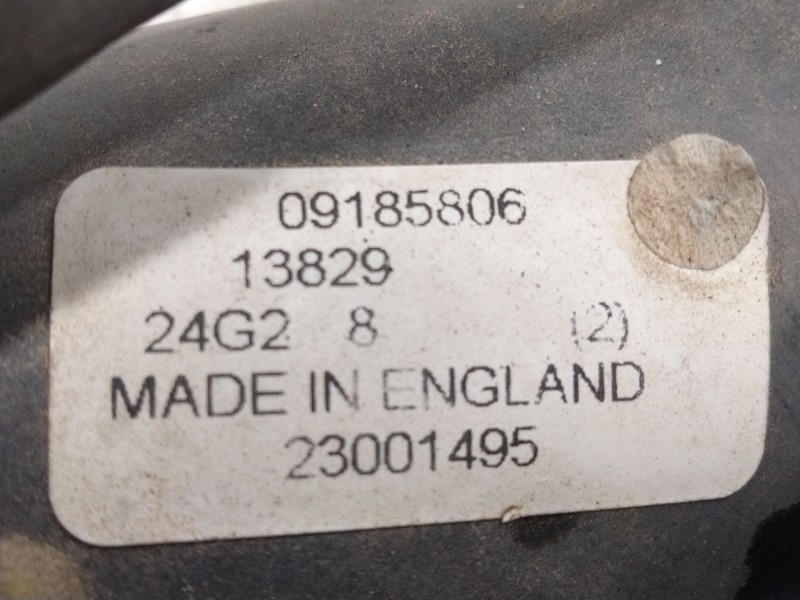 09185806
13829
24G2 8 (2)
MADE IN ENGLAND
23001495